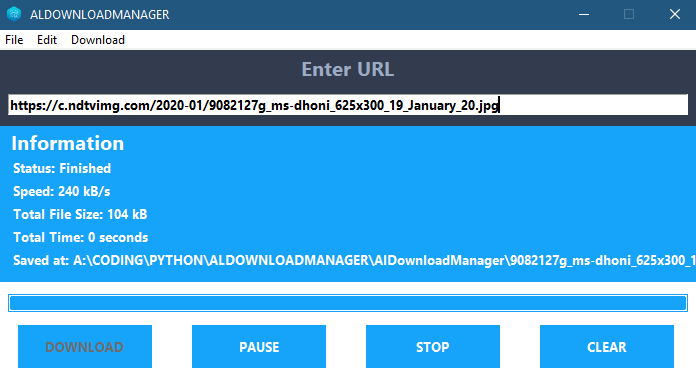 ALDOWNLOADMANAGER
File Edit Download
Enter URL
https://c.ndtvimg.com/2020-01/9082127g_ms-dhoni_625x300_19_January_20.jpg
Information
Status: Finished
Speed: 240 kB/s
Total File Size: 104 kB
Total Time: 0 seconds
Saved at: A:\CODING\PYTHON\ALDOWNLOADMANAGER\AlDownloadManager\9082127g_ms-dhoni_625x300_1
DOWNLOAD PAUSE STOP CLEAR